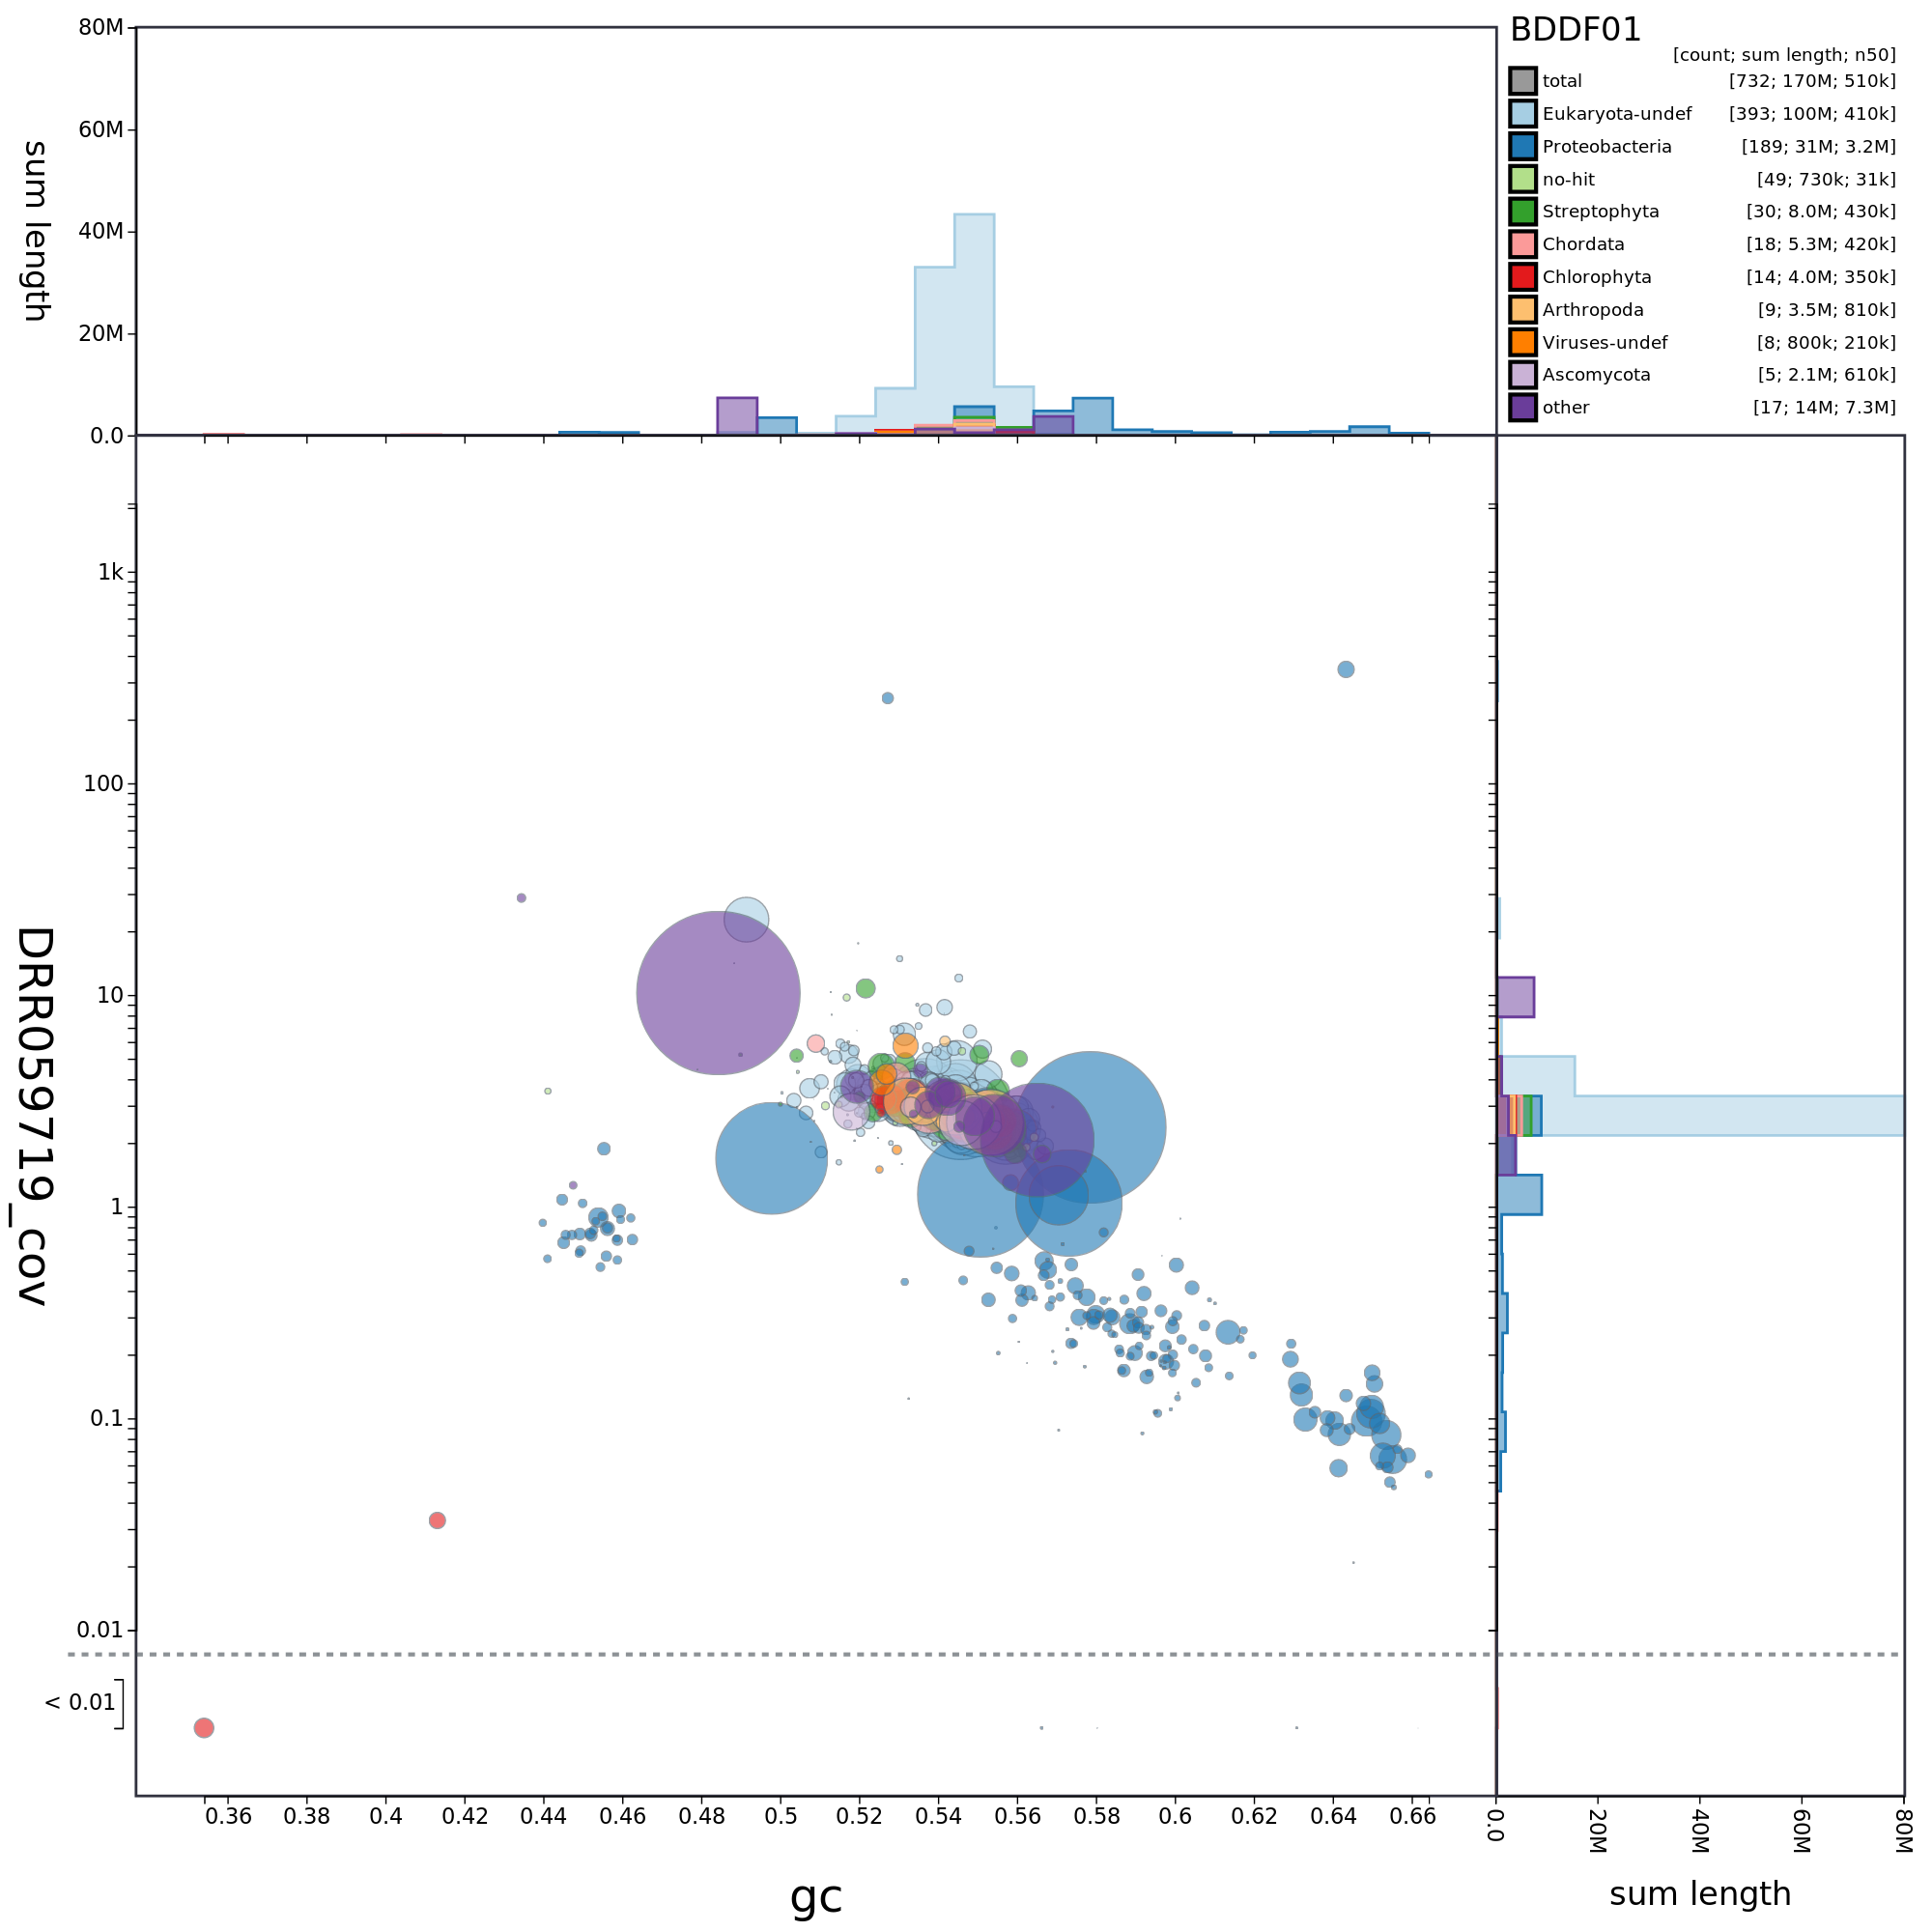 BDDF01
[count; sum length; n50]
total [732; 170M; 510k]
Eukaryota-undef [393; 100M; 410k]
Proteobacteria [189; 31M; 3.2M]
no-hit [49; 730k; 31k]
Streptophyta [30; 8.0M; 430k]
Chordata [18; 5.3M; 420k]
Chlorophyta [14; 4.0M; 350k]
Arthropoda [9; 3.5M; 810k]
Viruses-undef [8; 800k; 210k]
Ascomycota [5; 2.1M; 610k]
other [17; 14M; 7.3M]
80M
60M
40M
20M
0.0
sum length
1k
100
10
1
0.1
0.01
< 0.01
DRR059719_cov
0.36 0.38 0.4 0.42 0.44 0.46 0.48 0.5 0.52 0.54 0.56 0.58 0.6 0.62 0.64 0.66
gc
0.0 20M 40M 60M 80M
sum length